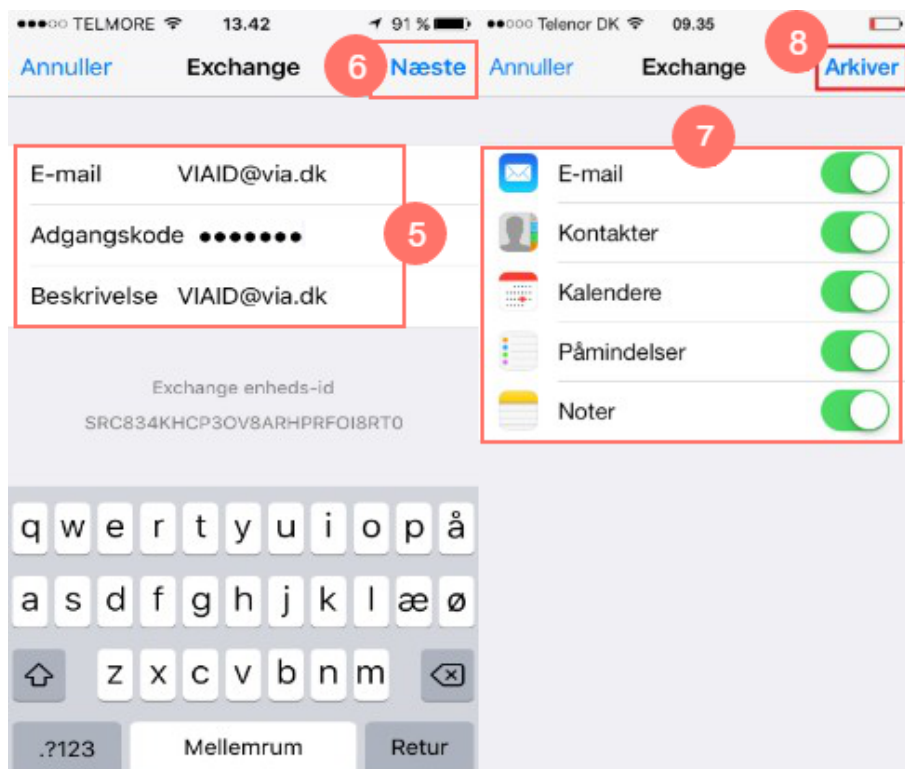 TELMORE 13.42 91 %
Annuller Exchange 6 Næste
E-mail VIAID@via.dk
Adgangskode ●●●●●●● 5
Beskrivelse VIAID@via.dk
Exchange enheds-id
SRC834KHCP3OV8ARHPRFOI8RT0
q w e r t y u i o p å
a s d f g h j k l æ ø
z x c v b n m
.?123 Mellemrum Retur
Telenor DK 09.35
8
Annuller Exchange Arkiver
7
E-mail
Kontakter
Kalendere
Påmindelser
Noter